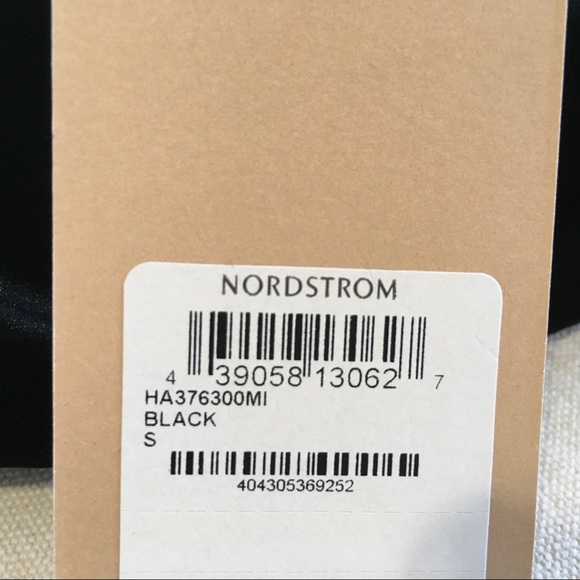 NORDSTROM
4 39058 13062 7
HA376300MI
BLACK
S
404305369252